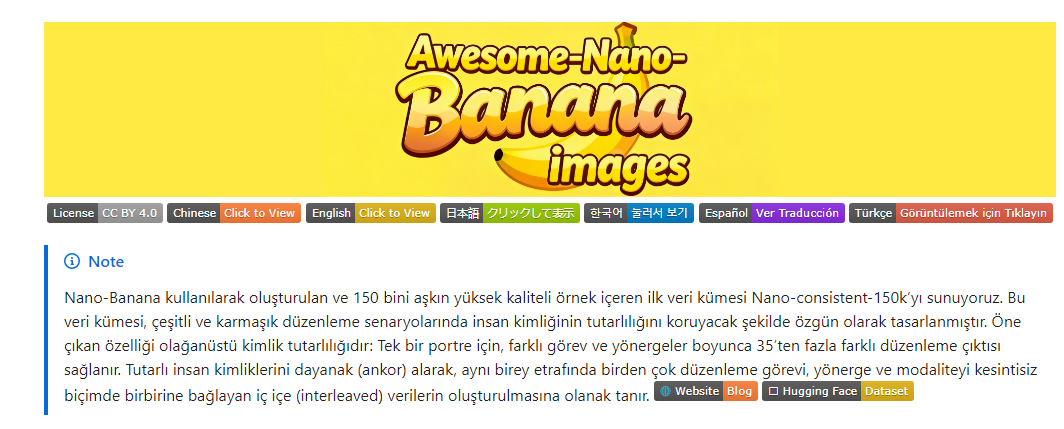 Awesome-Nano-
Banana
images
License CC BY 4.0 Chinese Click to View English Click to View 日本語 クリックして表示 한국어 눌러서 보기 Español Ver Traducción Türkçe Görüntülemek için Tıklayın
Note
Nano-Banana kullanılarak oluşturulan ve 150 bini aşkın yüksek kaliteli örnek içeren ilk veri kümesi Nano-consistent-150k’yı sunuyoruz. Bu
veri kümesi, çeşitli ve karmaşık düzenleme senaryolarında insan kimliğinin tutarlılığını koruyacak şekilde özgün olarak tasarlanmıştır. Öne
çıkan özelliği olağanüstü kimlik tutarlılığıdır: Tek bir portre için, farklı görev ve yönergeler boyunca 35’ten fazla farklı düzenleme çıktısı
sağlanır. Tutarlı insan kimliklerini dayanak (ankor) alarak, aynı birey etrafında birden çok düzenleme görevi, yönerge ve modaliteyi kesintisiz
biçimde birbirine bağlayan iç içe (interleaved) verilerin oluşturulmasına olanak tanır. Website Blog Hugging Face Dataset